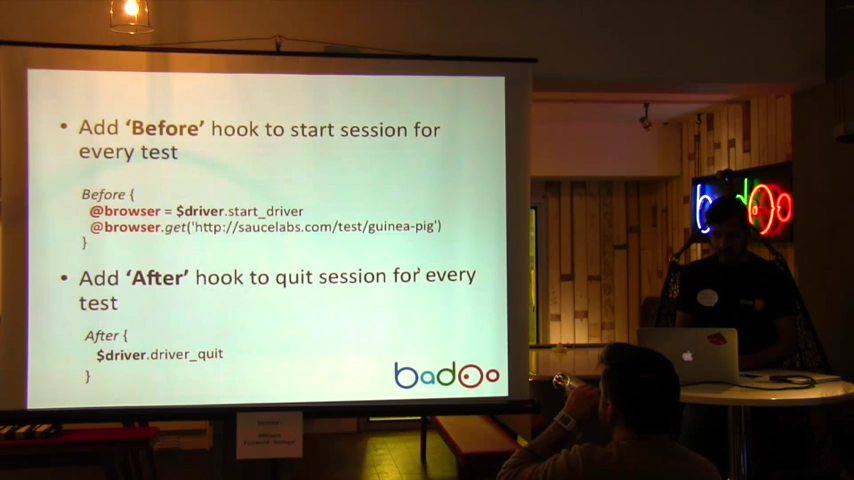 • Add ‘Before’ hook to start session for
every test
Before {
@browser = $driver.start_driver
@browser.get('http://saucelabs.com/test/guinea-pig')
}
• Add ‘After’ hook to quit session for every
test
After {
$driver.driver_quit
}
badoo
badoo